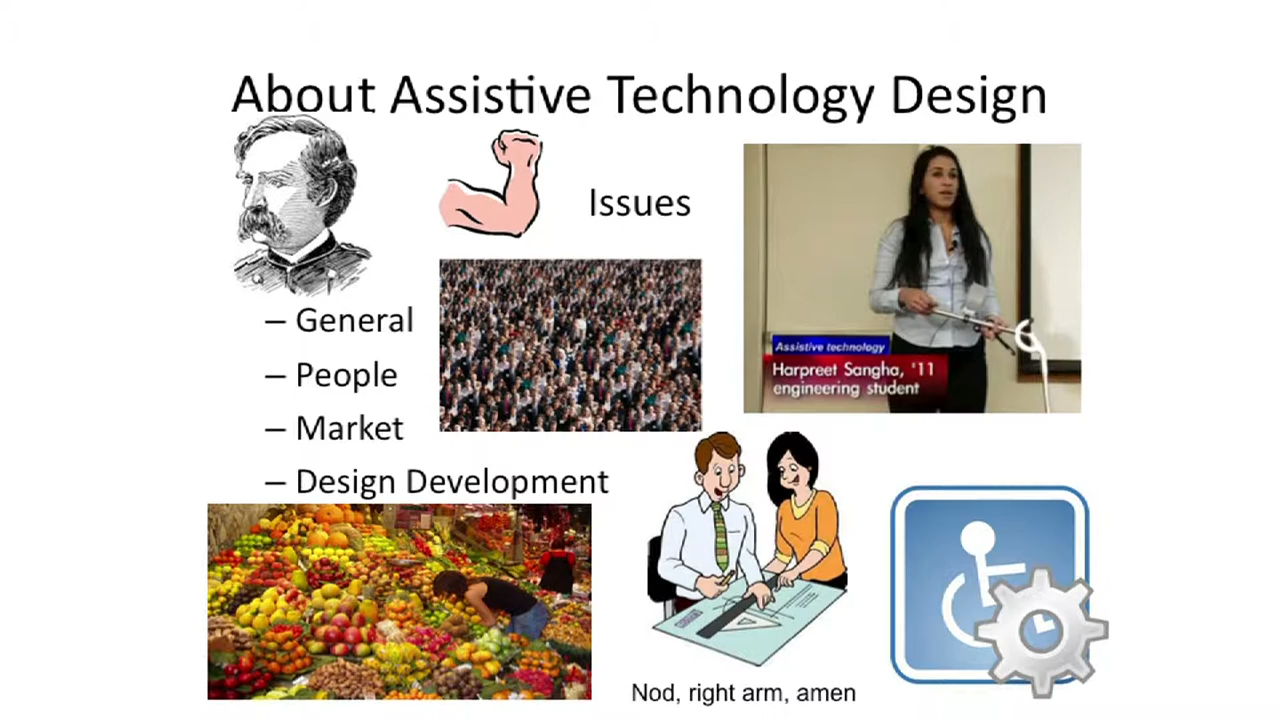 About Assistive Technology Design
Issues
– General
– People
– Market
– Design Development
Assistive technology
Harpreet Sangha, '11
engineering student
Nod, right arm, amen